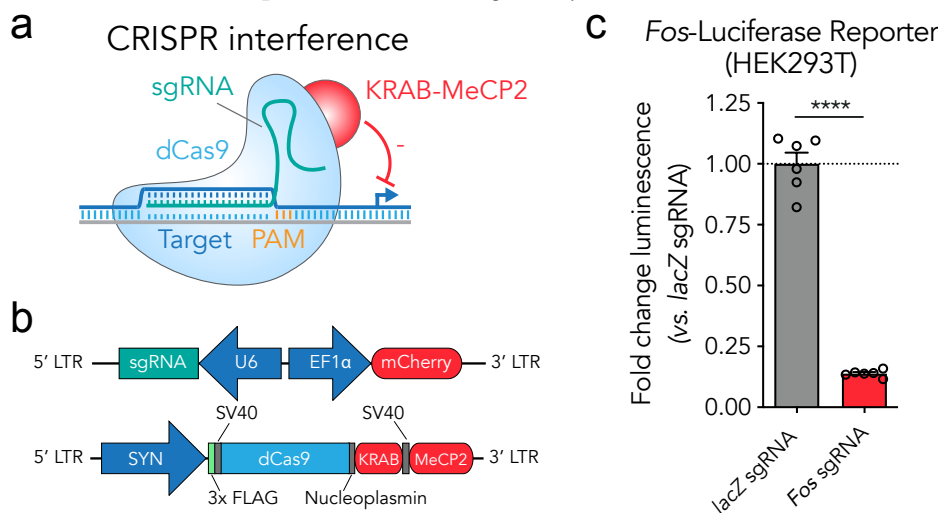 a
CRISPR interference
sgRNA
KRAB-MeCP2
dCas9
-
Target
PAM
b
5′ LTR
sgRNA
U6
EF1α
mCherry
3′ LTR
SV40
SV40
5′ LTR
SYN
dCas9
KRAB
MeCP2
3′ LTR
3x FLAG
Nucleoplasmin
c
Fos-Luciferase Reporter
(HEK293T)
Fold change luminescence
(vs. lacZ sgRNA)
1.25
1.00
0.75
0.50
0.25
0.00
****
lacZ sgRNA
Fos sgRNA